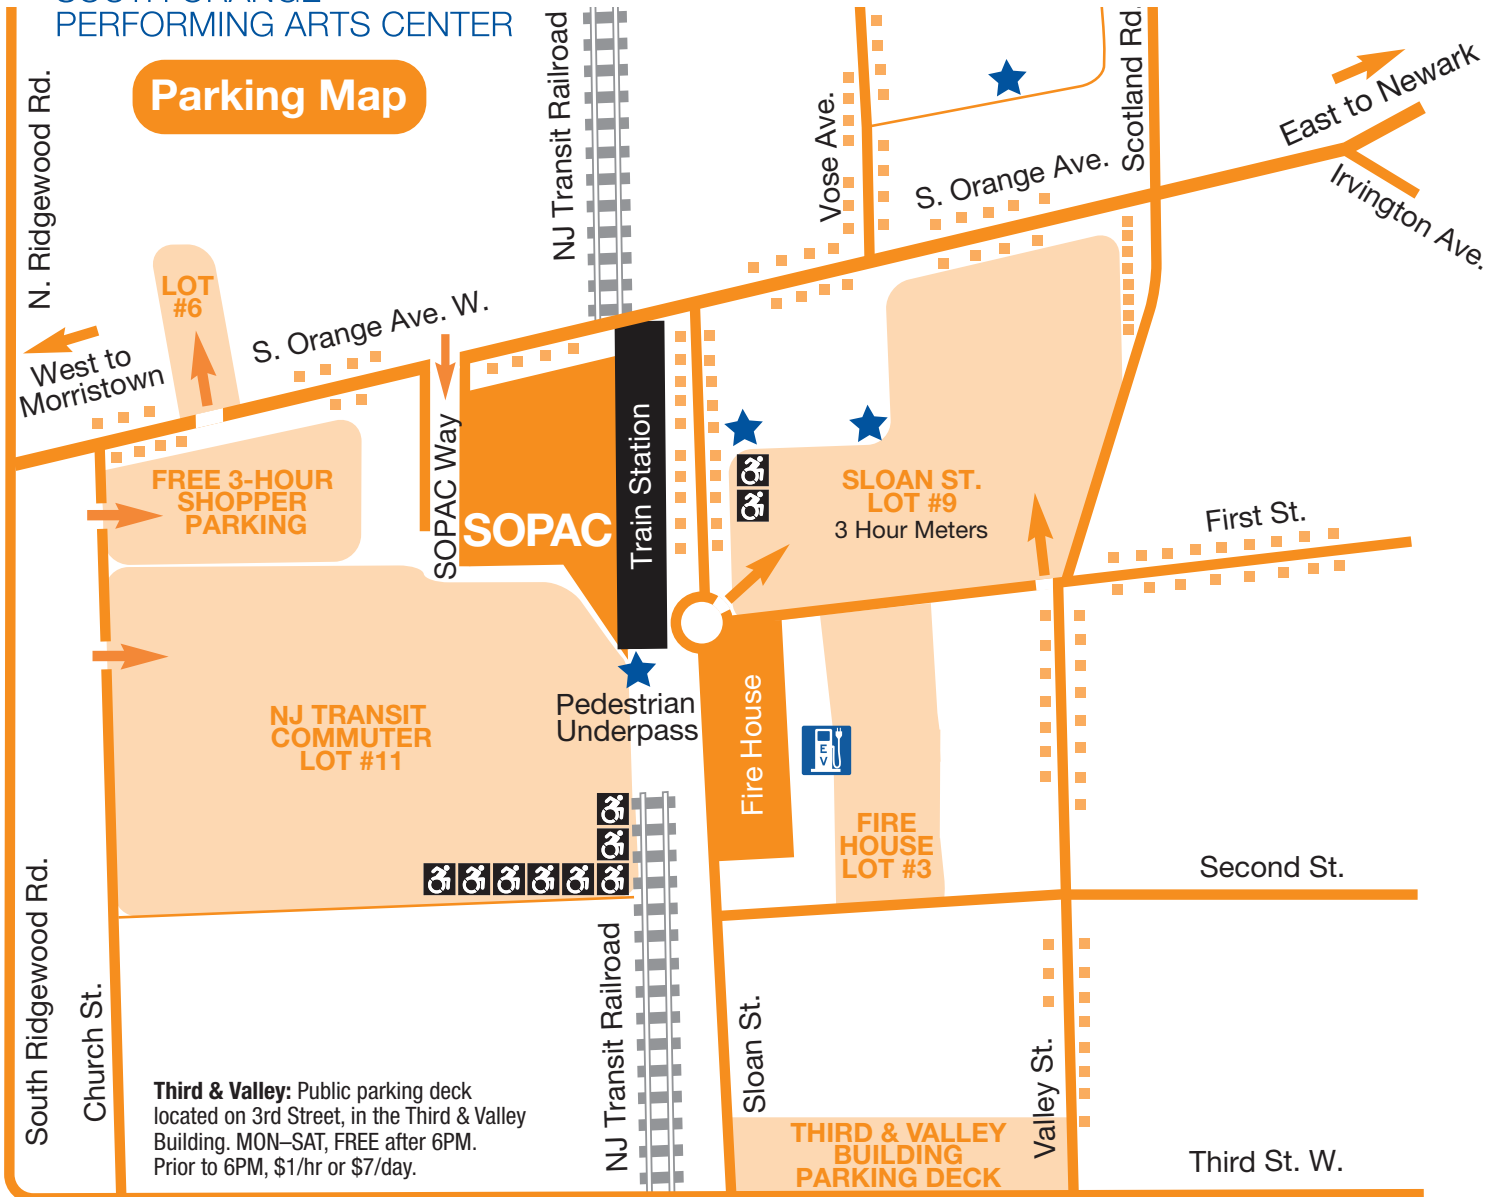 SOUTH ORANGE
PERFORMING ARTS CENTER
Parking Map
N. Ridgewood Rd.
NJ Transit Railroad
Vose Ave.
Scotland Rd.
East to Newark
S. Orange Ave.
Irvington Ave.
LOT
#6
S. Orange Ave. W.
West to
Morristown
SOPAC Way
Train Station
FREE 3-HOUR
SHOPPER
PARKING
SOPAC
SLOAN ST.
LOT #9
3 Hour Meters
First St.
NJ TRANSIT
COMMUTER
LOT #11
Pedestrian
Underpass
Fire House
E
V
FIRE
HOUSE
LOT #3
Second St.
South Ridgewood Rd.
Church St.
NJ Transit Railroad
Sloan St.
Valley St.
Third & Valley: Public parking deck
located on 3rd Street, in the Third & Valley
Building. MON–SAT, FREE after 6PM.
Prior to 6PM, $1/hr or $7/day.
THIRD & VALLEY
BUILDING
PARKING DECK
Third St. W.